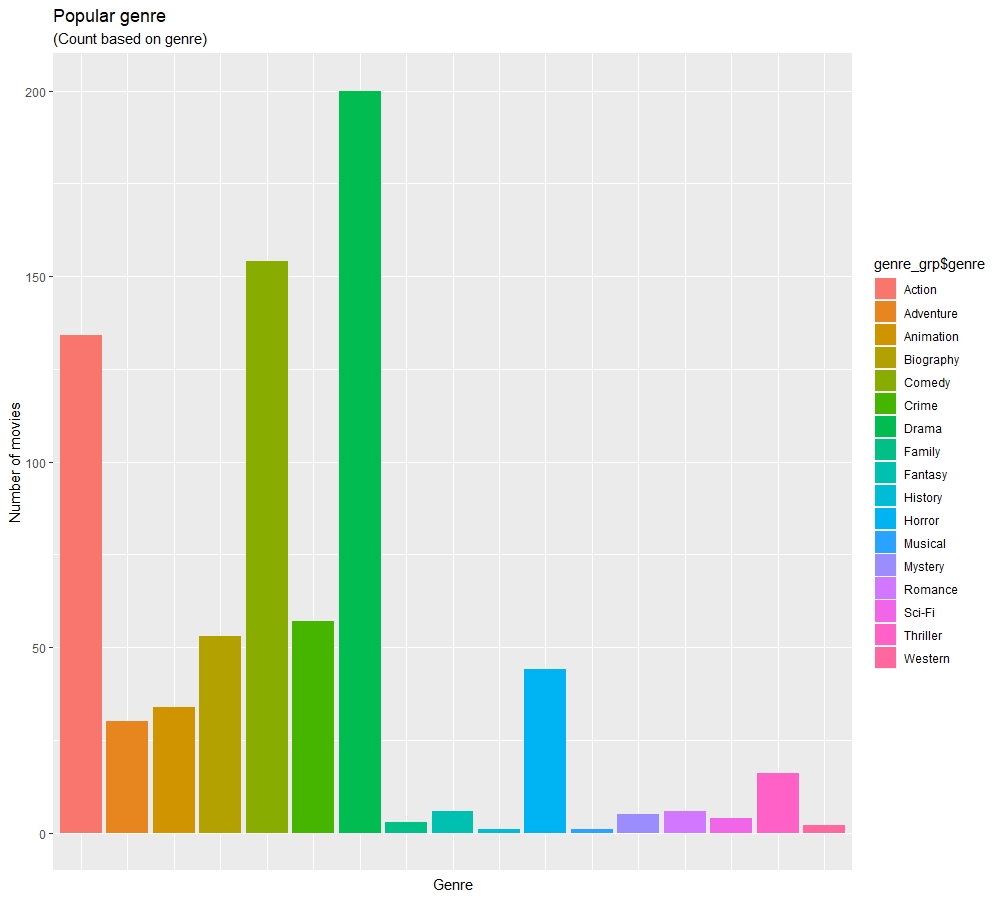 Popular genre
(Count based on genre)
200
150
100
50
0
Number of movies
Genre
genre_grp$genre
Action
Adventure
Animation
Biography
Comedy
Crime
Drama
Family
Fantasy
History
Horror
Musical
Mystery
Romance
Sci-Fi
Thriller
Western